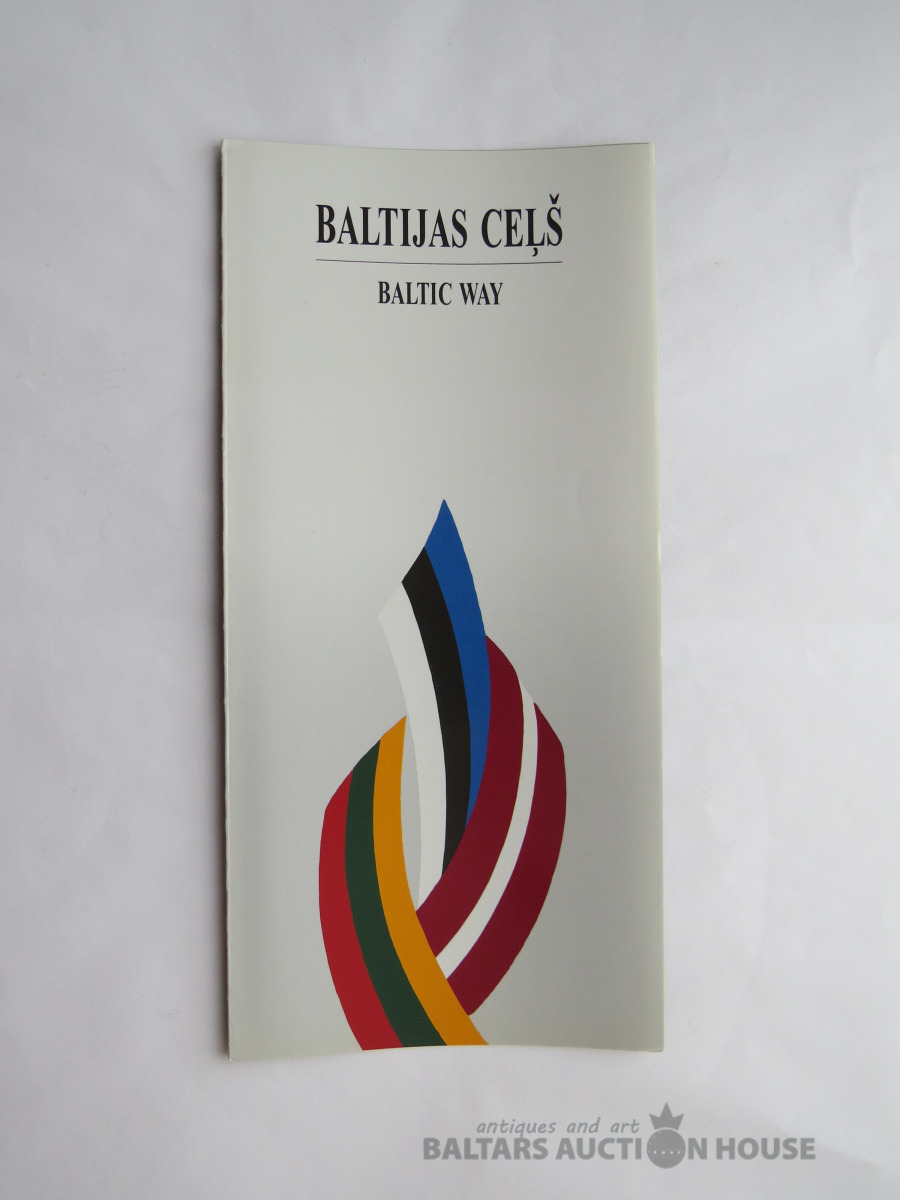 BALTIJAS CEĻŠ
BALTIC WAY
antiques and art
BALTARS AUCTION HOUSE